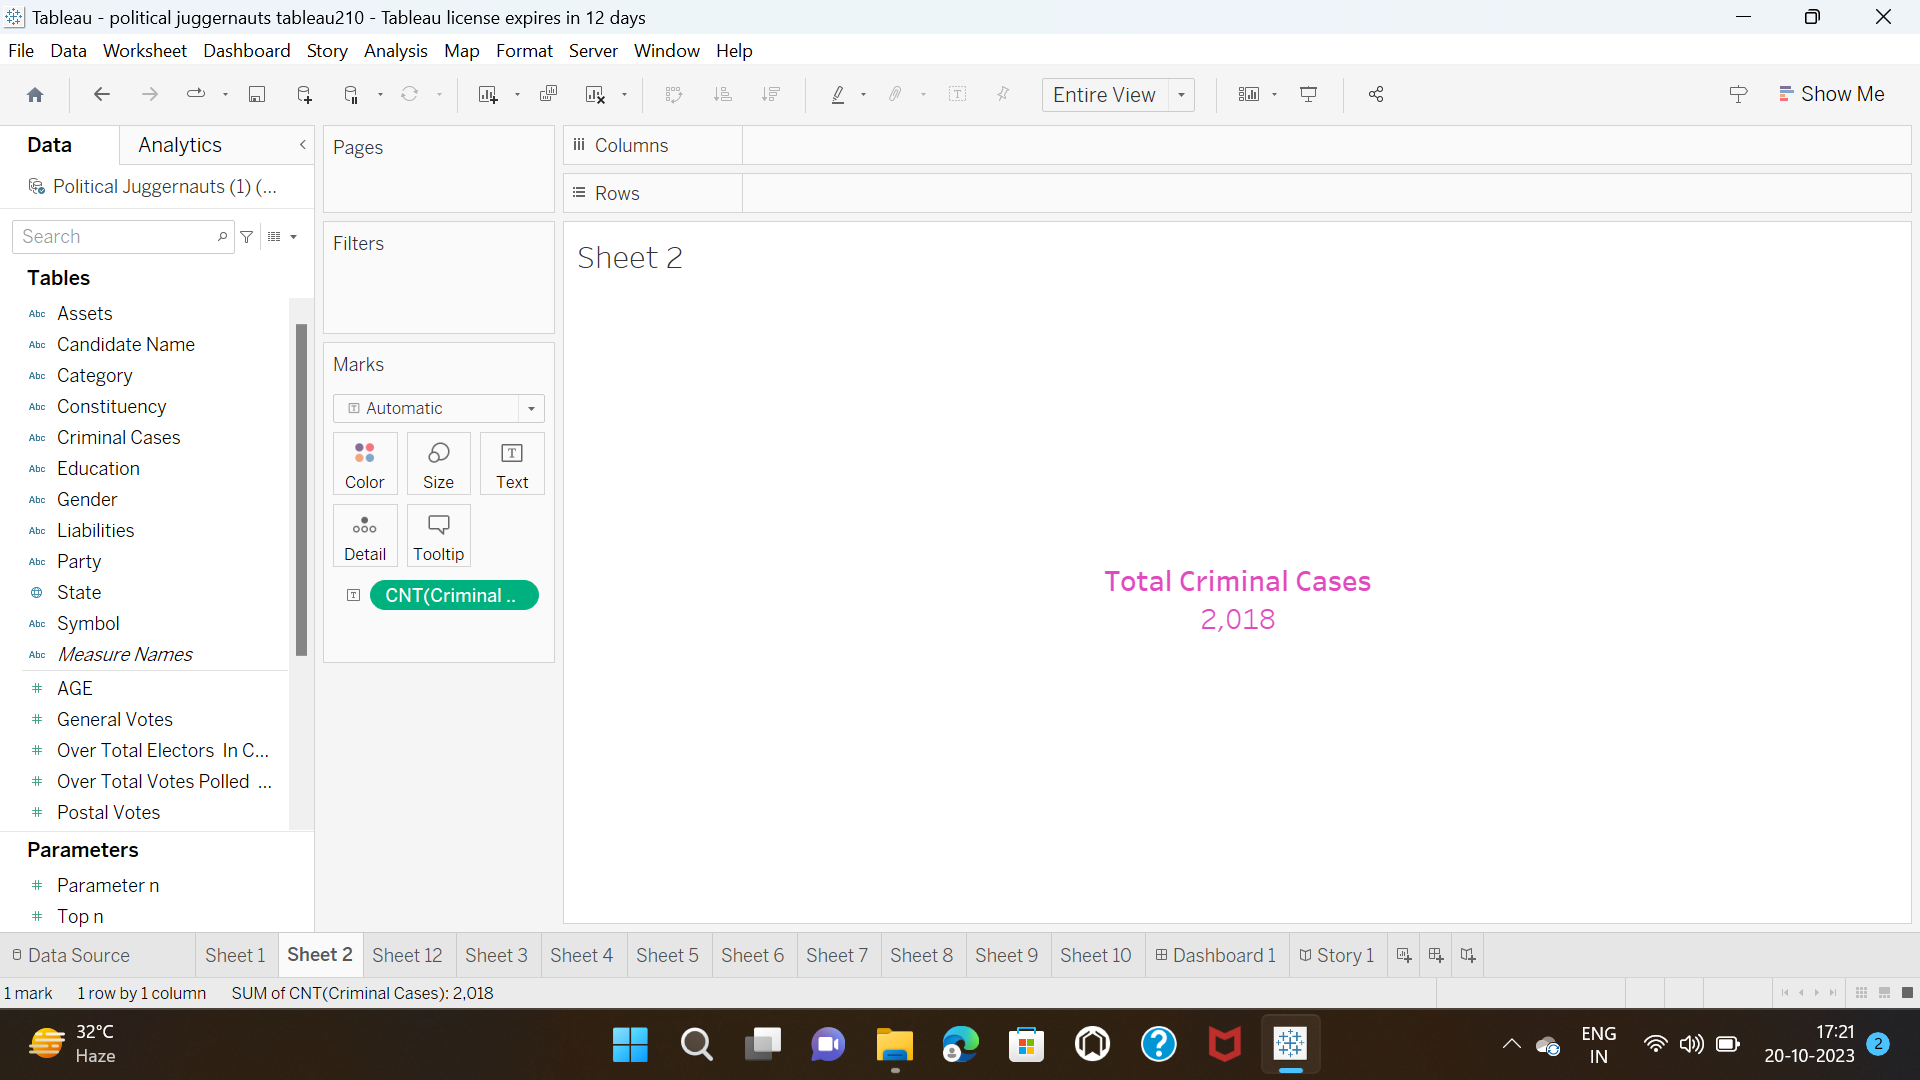 Tableau - political juggernauts tableau210 - Tableau license expires in 12 days
File Data Worksheet Dashboard Story Analysis Map Format Server Window Help
Entire View
Show Me
Data Analytics
Political Juggernauts (1) (...
Search
Tables
Abc Assets
Abc Candidate Name
Abc Category
Abc Constituency
Abc Criminal Cases
Abc Education
Abc Gender
Abc Liabilities
Abc Party
State
Abc Symbol
Abc Measure Names
# AGE
# General Votes
# Over Total Electors In C...
# Over Total Votes Polled ...
# Postal Votes
Parameters
# Parameter n
# Top n
Pages
Filters
Marks
T Automatic
Color Size T Text
Detail Tooltip
T CNT(Criminal ..
Columns
Rows
Sheet 2
Total Criminal Cases
2,018
Data Source Sheet 1 Sheet 2 Sheet 12 Sheet 3 Sheet 4 Sheet 5 Sheet 6 Sheet 7 Sheet 8 Sheet 9 Sheet 10 Dashboard 1 Story 1
1 mark 1 row by 1 column SUM of CNT(Criminal Cases): 2,018
32°C
Haze
ENG
IN
17:21
20-10-2023
2